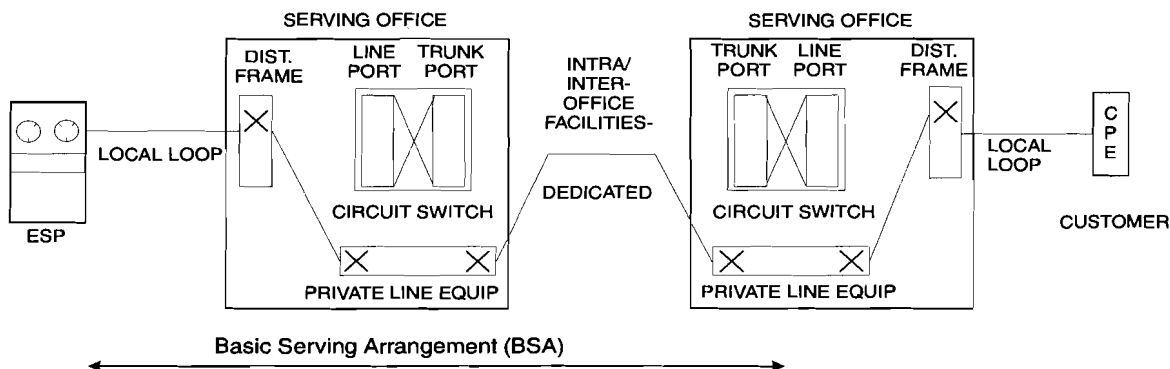 SERVING OFFICE
DIST.
FRAME
LINE
PORT
TRUNK
PORT
CIRCUIT SWITCH
PRIVATE LINE EQUIP
LOCAL LOOP
ESP
INTRA/
INTER-
OFFICE
FACILITIES-
DEDICATED
SERVING OFFICE
TRUNK
PORT
LINE
PORT
DIST.
FRAME
CIRCUIT SWITCH
PRIVATE LINE EQUIP
LOCAL
LOOP
C
P
E
CUSTOMER
Basic Serving Arrangement (BSA)